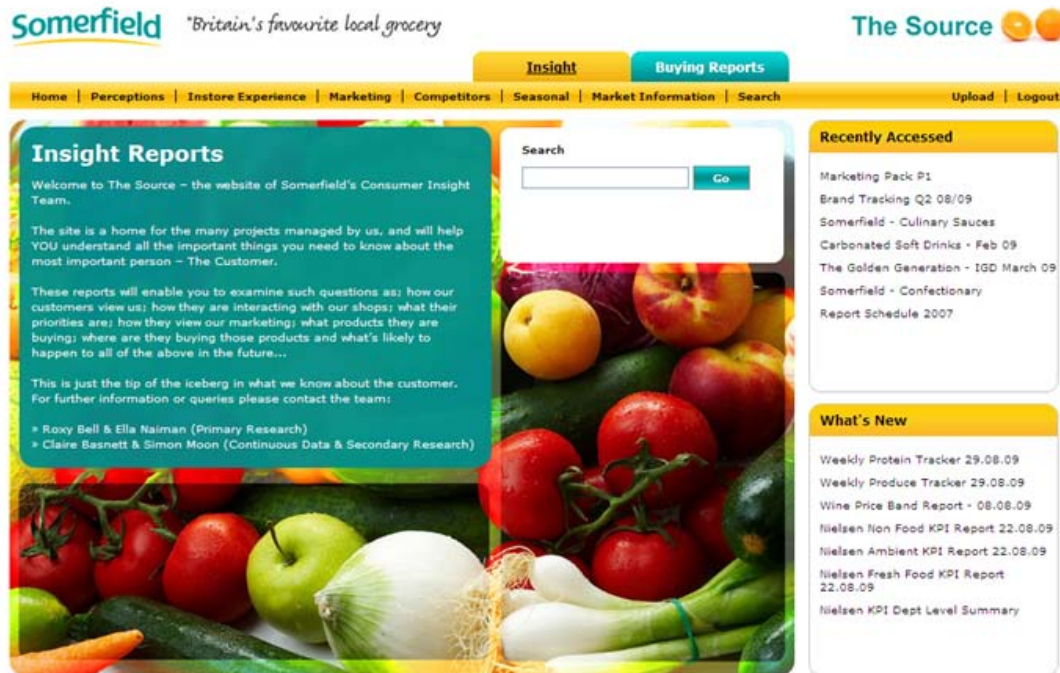 Somerfield
"Britain's favourite local grocery
The Source
Insight
Buying Reports
Home | Perceptions | Instore Experience | Marketing | Competitors | Seasonal | Market Information | Search
Upload | Logout
Insight Reports
Welcome to The Source – the website of Somerfield's Consumer Insight
Team.
The site is a home for the many projects managed by us, and will help
YOU understand all the important things you need to know about the
most important person – The Customer.
These reports will enable you to examine such questions as; how our
customers view us; how they are interacting with our shops; what their
priorities are; how they view our marketing; what products they are
buying; where are they buying those products and what's likely to
happen to all of the above in the future...
This is just the tip of the iceberg in what we know about the customer.
For further information or queries please contact the team:
» Roxy Bell & Ella Naiman (Primary Research)
» Claire Basnett & Simon Moon (Continuous Data & Secondary Research)
Search
Go
Recently Accessed
Marketing Pack P1
Brand Tracking Q2 08/09
Somerfield - Culinary Sauces
Carbonated Soft Drinks - Feb 09
The Golden Generation - IGD March 09
Somerfield - Confectionary
Report Schedule 2007
What's New
Weekly Protein Tracker 29.08.09
Weekly Produce Tracker 29.08.09
Wine Price Band Report - 08.08.09
Nielsen Non Food KPI Report 22.08.09
Nielsen Ambient KPI Report 22.08.09
Nielsen Fresh Food KPI Report
22.08.09
Nielsen KPI Dept Level Summary